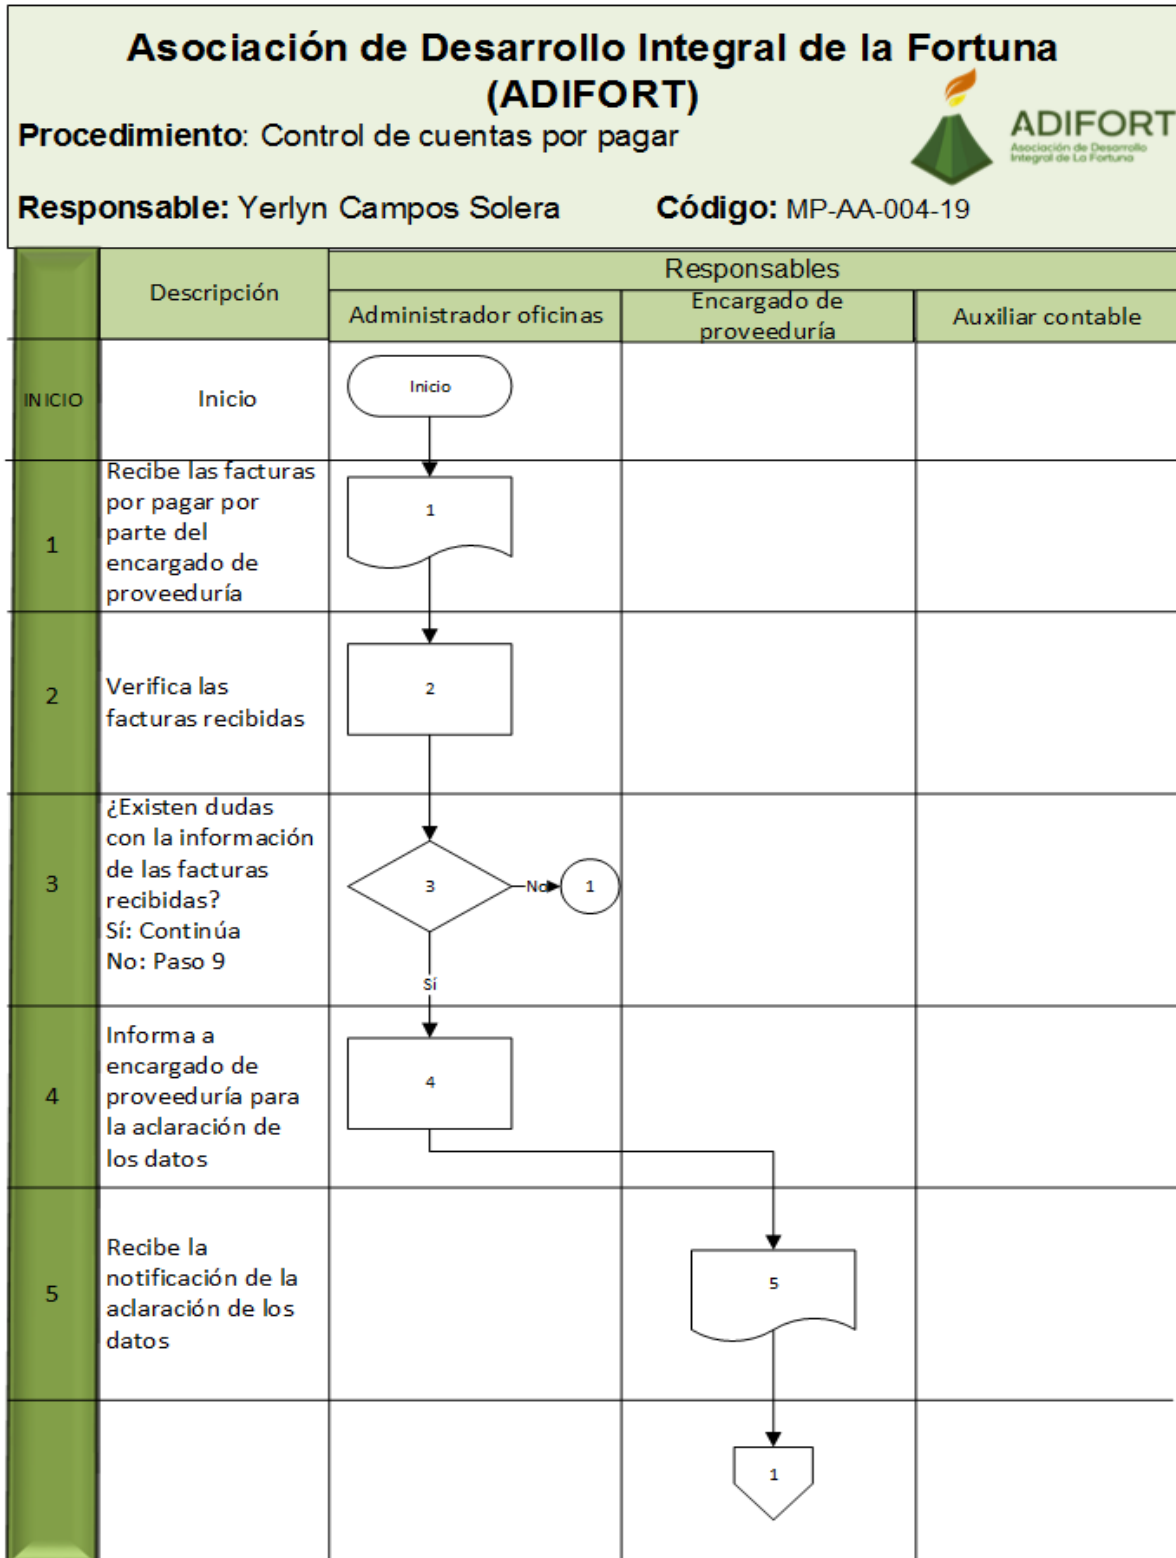 Asociación de Desarrollo Integral de la Fortuna
(ADIFORT)
Procedimiento: Control de cuentas por pagar
ADIFORT
Asociación de Desarrollo
Integral de La Fortuna
Responsable: Yerlyn Campos Solera Código: MP-AA-004-19
Descripción
Responsables
Administrador oficinas
Encargado de
proveeduría
Auxiliar contable
INICIO
Inicio
Inicio
1
Recibe las facturas
por pagar por
parte del
encargado de
proveeduría
1
2
Verifica las
facturas recibidas
2
3
¿Existen dudas
con la información
de las facturas
recibidas?
Sí: Continúa
No: Paso 9
3
No
1
Sí
4
Informa a
encargado de
proveeduría para
la aclaración de
los datos
4
5
Recibe la
notificación de la
aclaración de los
datos
5
1